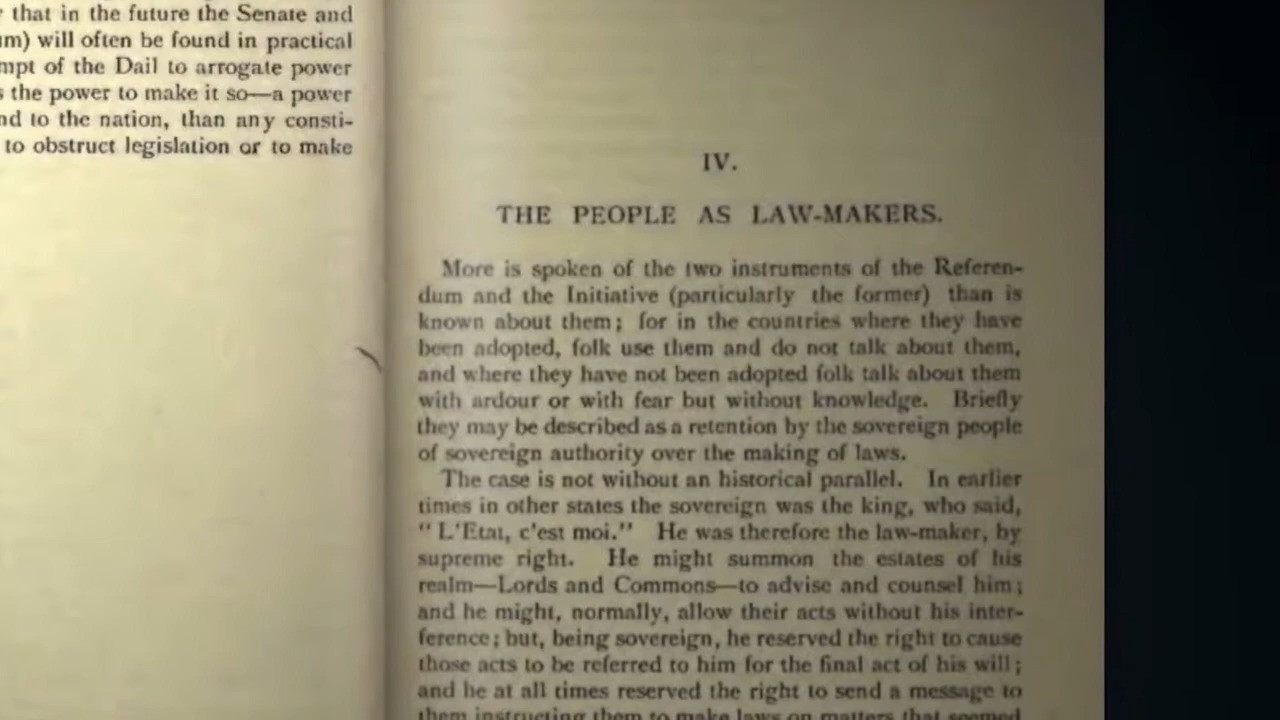 that in the future the Senate and
um) will often be found in practical
mpt of the Dail to arrogate power
s the power to make it so—a power
nd to the nation, than any consti-
to obstruct legislation or to make
IV.
THE PEOPLE AS LAW-MAKERS.
More is spoken of the two instruments of the Referen-
dum and the Initiative (particularly the former) than is
known about them; for in the countries where they have
been adopted, folk use them and do not talk about them,
and where they have not been adopted folk talk about them
with ardour or with fear but without knowledge. Briefly
they may be described as a retention by the sovereign people
of sovereign authority over the making of laws.
The case is not without an historical parallel. In earlier
times in other states the sovereign was the king, who said,
"L'Etat, c'est moi." He was therefore the law-maker, by
supreme right. He might summon the estates of his
realm—Lords and Commons—to advise and counsel him;
and he might, normally, allow their acts without his inter-
ference; but, being sovereign, he reserved the right to cause
those acts to be referred to him for the final act of his will;
and he at all times reserved the right to send a message to
them instructing them to make laws on matters that seemed